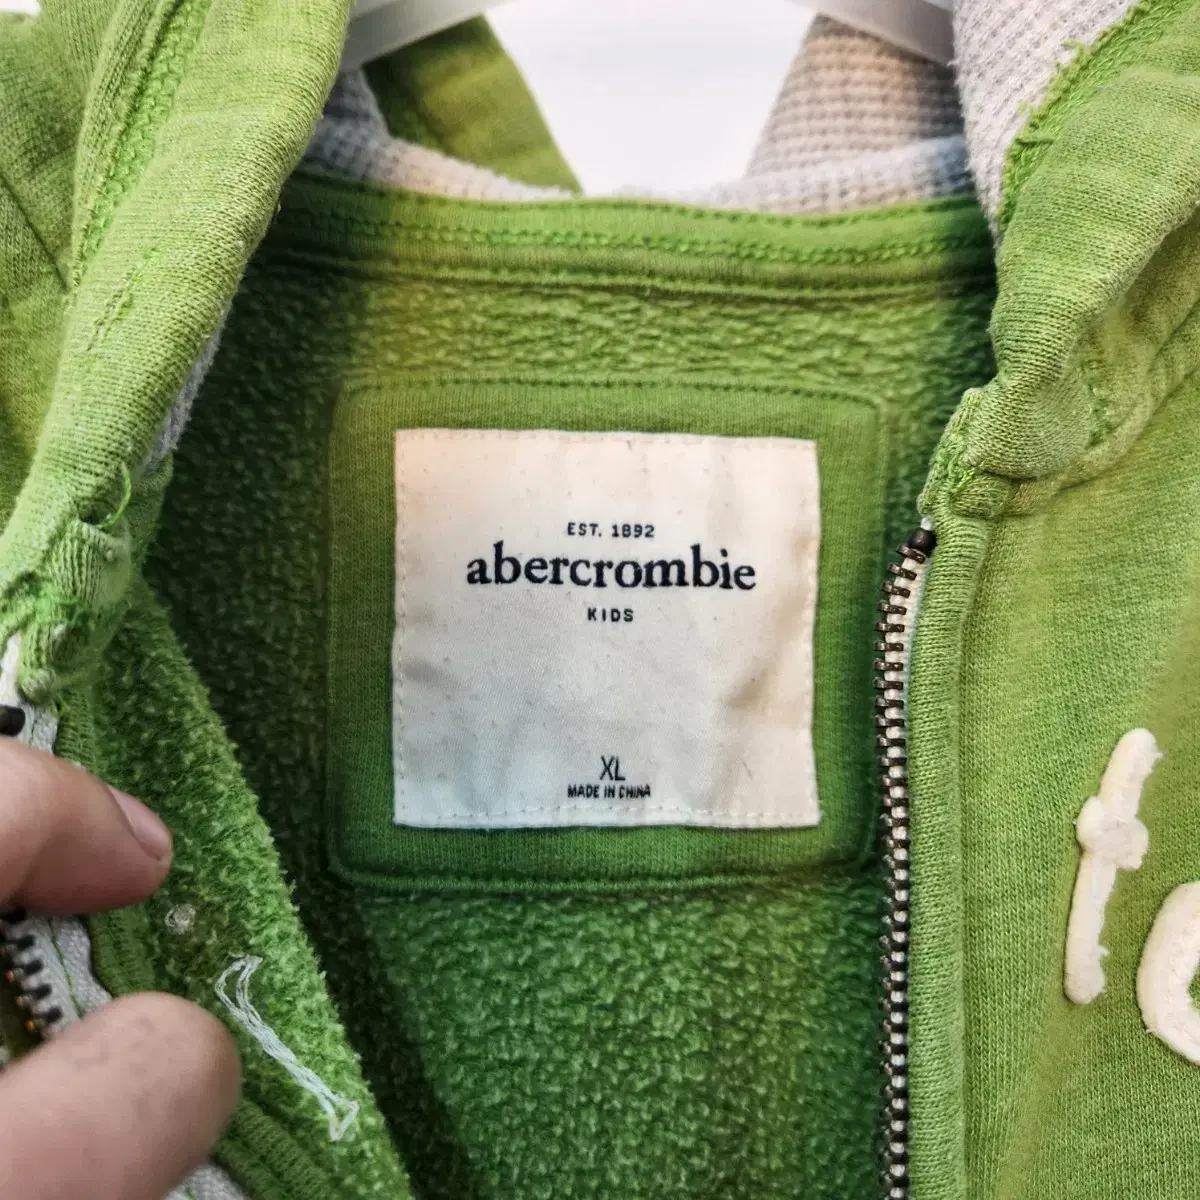 EST. 1892
abercrombie
KIDS
XL
MADE IN CHINA